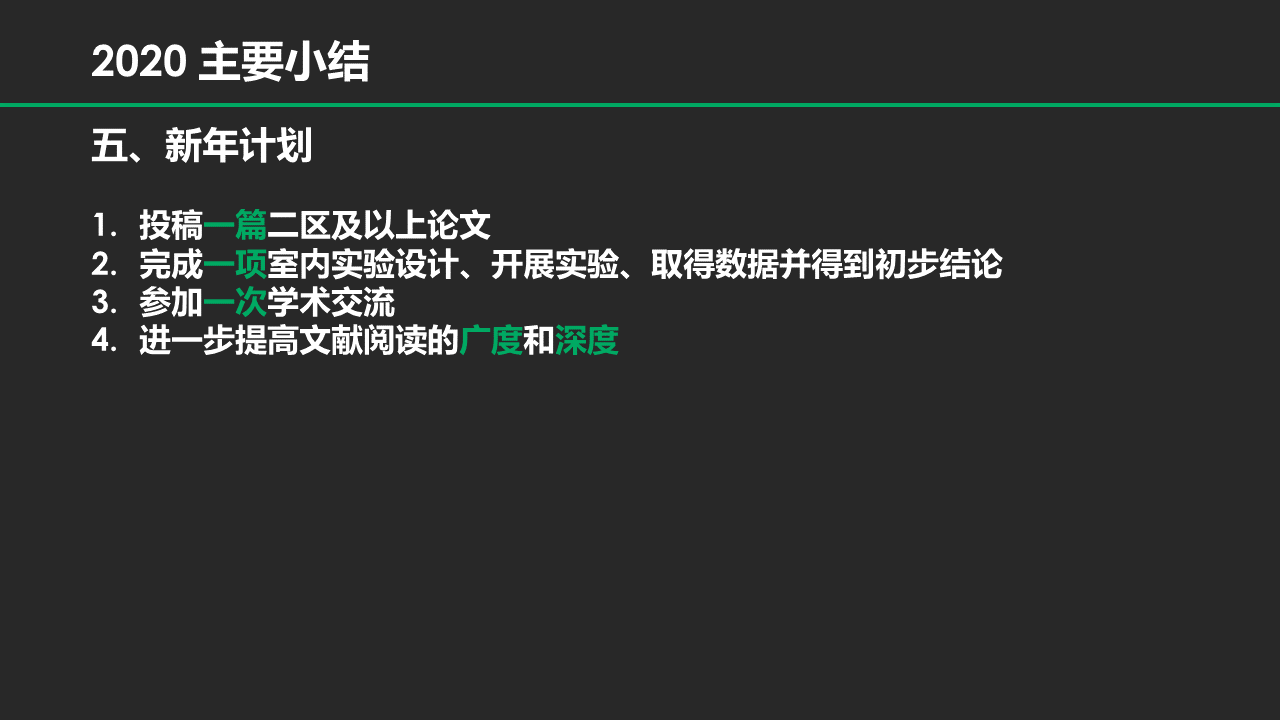 2020 主要小结
五、新年计划
1. 投稿一篇二区及以上论文
2. 完成一项室内实验设计、开展实验、取得数据并得到初步结论
3. 参加一次学术交流
4. 进一步提高文献阅读的广度和深度